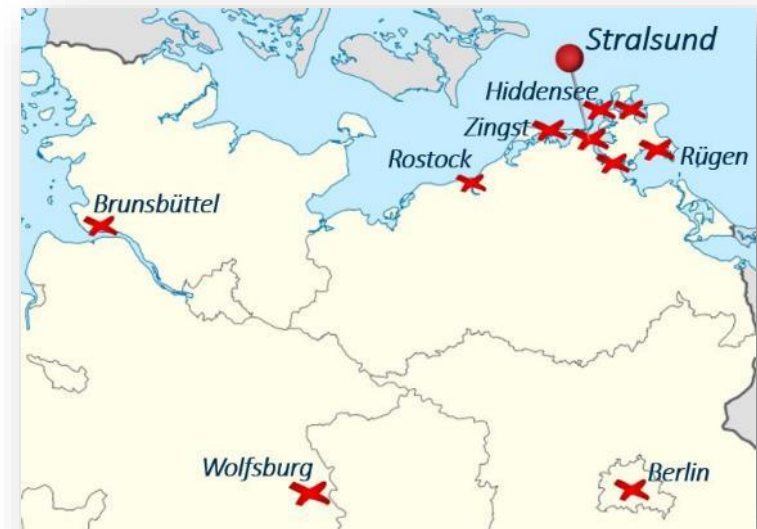 Stralsund
Hiddensee
Zingst
Rostock
Rügen
Brunsbüttel
Wolfsburg
Berlin